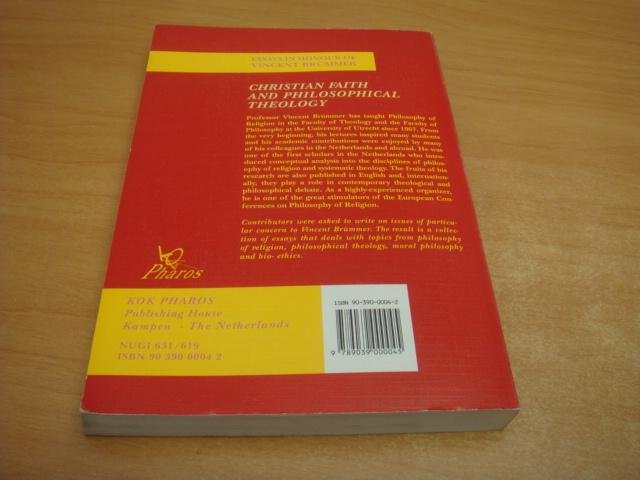 ESSAYS IN HONOUR OF
VINCENT BRÜMMER
CHRISTIAN FAITH
AND PHILOSOPHICAL
THEOLOGY
Professor Vincent Brümmer has taught Philosophy of
Religion in the Faculty of Theology and the Faculty of
Philosophy at the University of Utrecht since 1967. From
the very beginning, his lectures inspired many students
and his academic contributions were enjoyed by many
of his colleagues in the Netherlands and abroad. He was
one of the first scholars in the Netherlands who intro-
duced conceptual analysis into the disciplines of philos-
ophy of religion and systematic theology. The fruits of his
research are also published in English and, internation-
ally, they play a role in contemporary theological and
philosophical debate. As a highly-experienced organizer,
he is one of the great stimulators of the European Con-
ferences on Philosophy of Religion.
Contributors were asked to write on issues of particu-
lar concern to Vincent Brümmer. The result is a collec-
tion of essays that deals with topics from philosophy
of religion, philosophical theology, moral philosophy
and bio- ethics.
Pharos
KOK PHAROS
Publishing House
Kampen - The Netherlands
NUGI 631/619
ISBN 90 390 0004 2
ISBN 90-390-0004-2
9 789039 000045